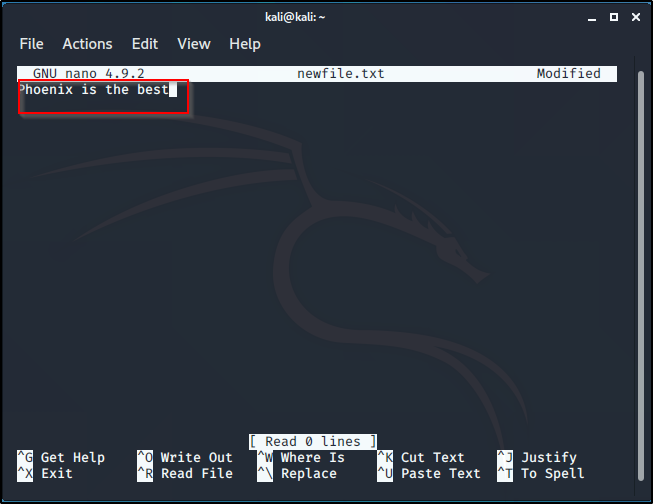 kali@kali: ~
File Actions Edit View Help
GNU nano 4.9.2 newfile.txt Modified
Phoenix is the best
[ Read 0 lines ]
^G Get Help ^O Write Out ^W Where Is ^K Cut Text ^J Justify
^X Exit ^R Read File ^\ Replace ^U Paste Text ^T To Spell